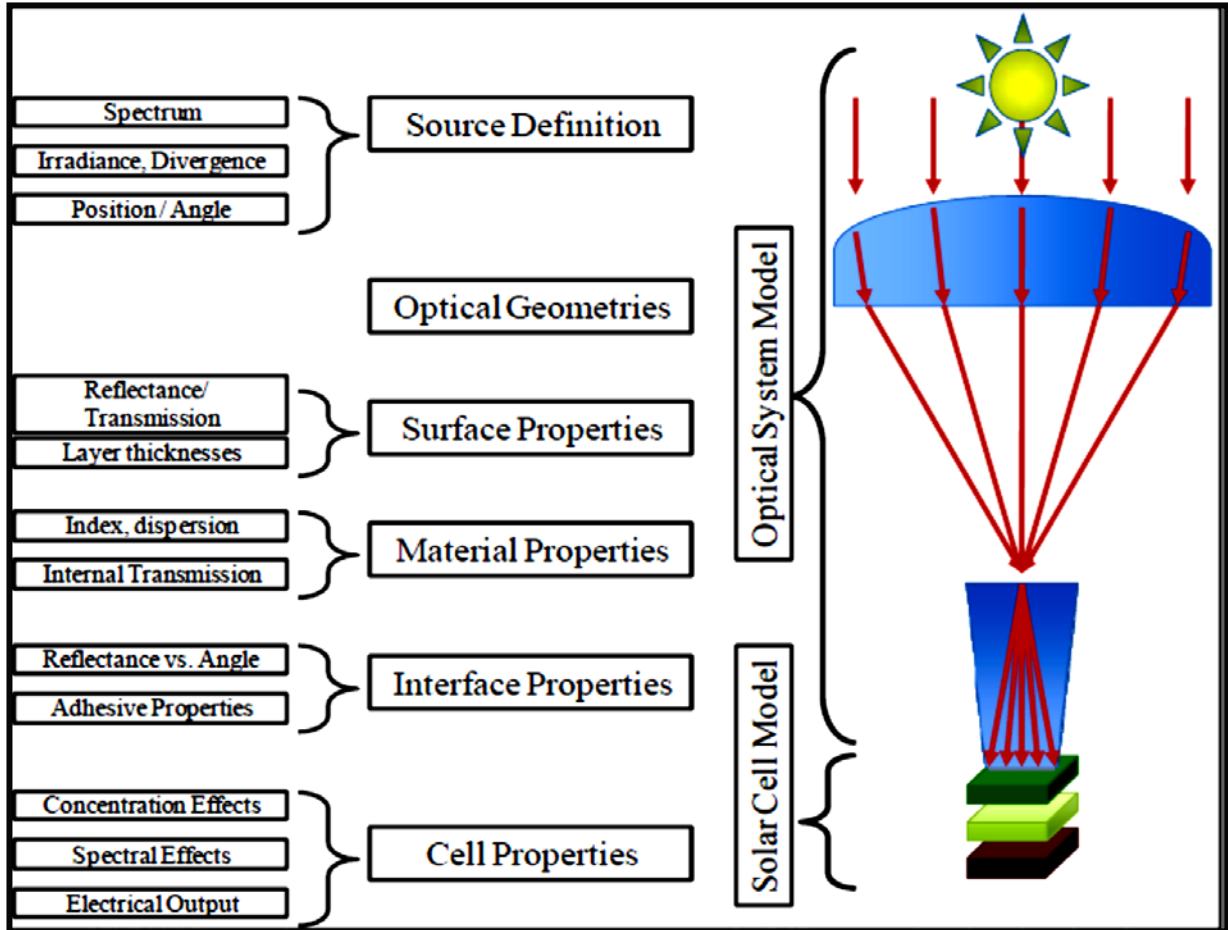 Spectrum
Irradiance, Divergence
Position / Angle
Source Definition
Optical Geometries
Reflectance/
Transmission
Layer thicknesses
Surface Properties
Index, dispersion
Internal Transmission
Material Properties
Reflectance vs. Angle
Adhesive Properties
Interface Properties
Concentration Effects
Spectral Effects
Electrical Output
Cell Properties
Optical System Model
Solar Cell Model